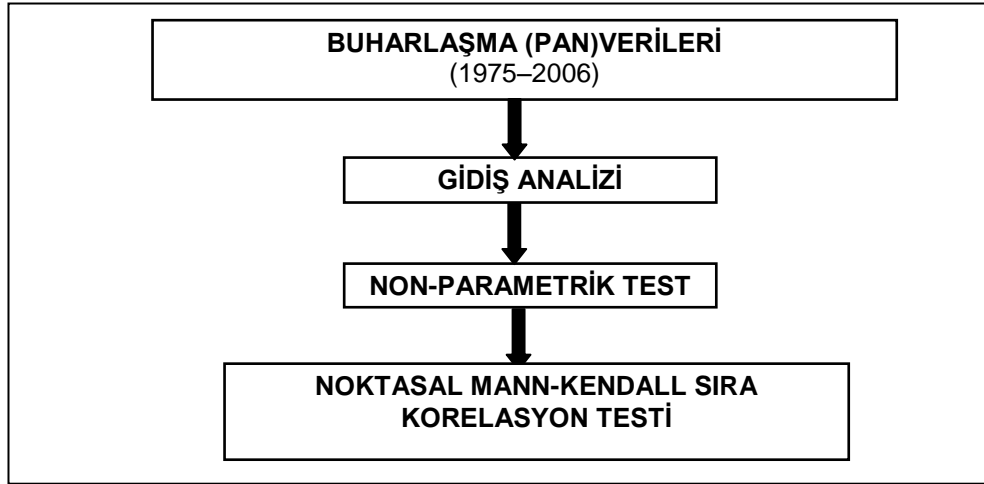 BUHARLAŞMA (PAN)VERİLERİ
(1975–2006)
GİDİŞ ANALİZİ
NON-PARAMETRİK TEST
NOKTASAL MANN-KENDALL SIRA
KORELASYON TESTİ